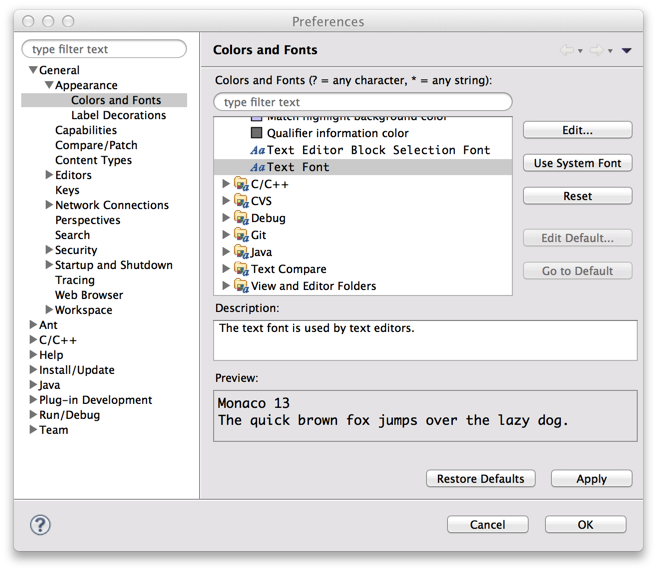 Preferences
type filter text
General
Appearance
Colors and Fonts
Label Decorations
Capabilities
Compare/Patch
Content Types
Editors
Keys
Network Connections
Perspectives
Search
Security
Startup and Shutdown
Tracing
Web Browser
Workspace
Ant
C/C++
Help
Install/Update
Java
Plug-in Development
Run/Debug
Team
Colors and Fonts
Colors and Fonts (? = any character, * = any string):
type filter text
Match highlight background color
Qualifier information color
Aa Text Editor Block Selection Font
Aa Text Font
C/C++
CVS
Debug
Git
Java
Text Compare
View and Editor Folders
Edit...
Use System Font
Reset
Edit Default...
Go to Default
Description:
The text font is used by text editors.
Preview:
Monaco 13
The quick brown fox jumps over the lazy dog.
Restore Defaults
Apply
?
Cancel
OK